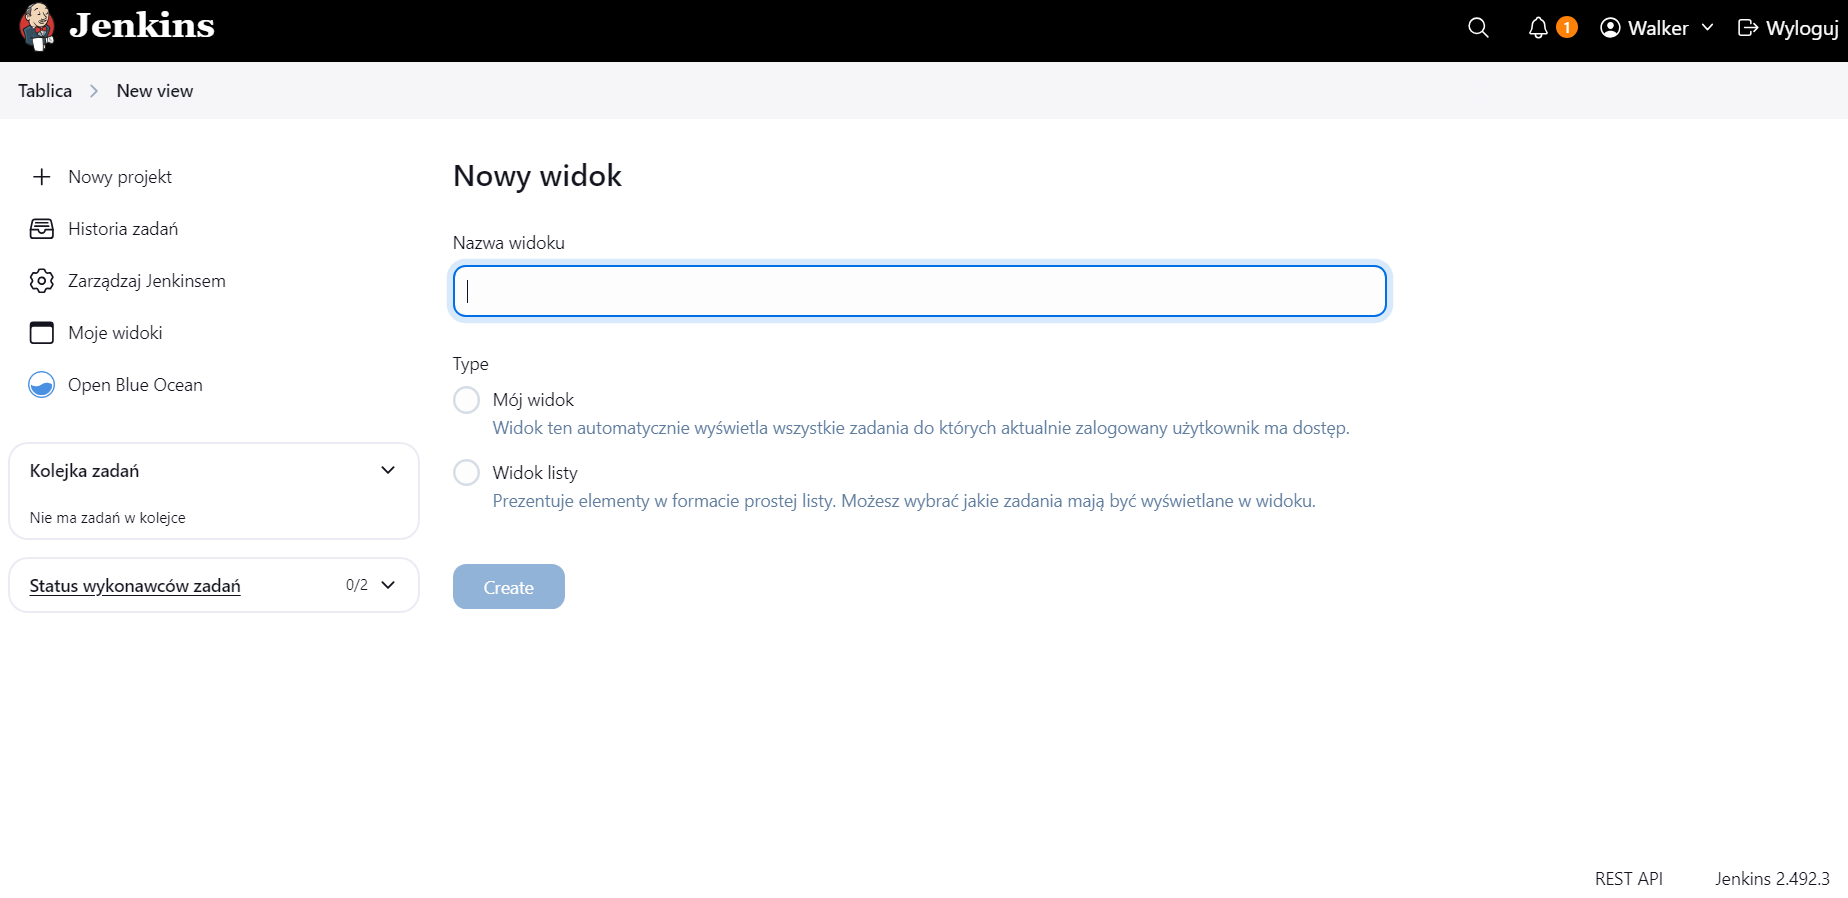 Jenkins
1
Walker
Wyloguj
Tablica
New view
Nowy projekt
Historia zadań
Zarządzaj Jenkinsem
Moje widoki
Open Blue Ocean
Kolejka zadań
Nie ma zadań w kolejce
Status wykonawców zadań
0/2
Nowy widok
Nazwa widoku
Type
Mój widok
Widok ten automatycznie wyświetla wszystkie zadania do których aktualnie zalogowany użytkownik ma dostęp.
Widok listy
Prezentuje elementy w formacie prostej listy. Możesz wybrać jakie zadania mają być wyświetlane w widoku.
Create
REST API
Jenkins 2.492.3